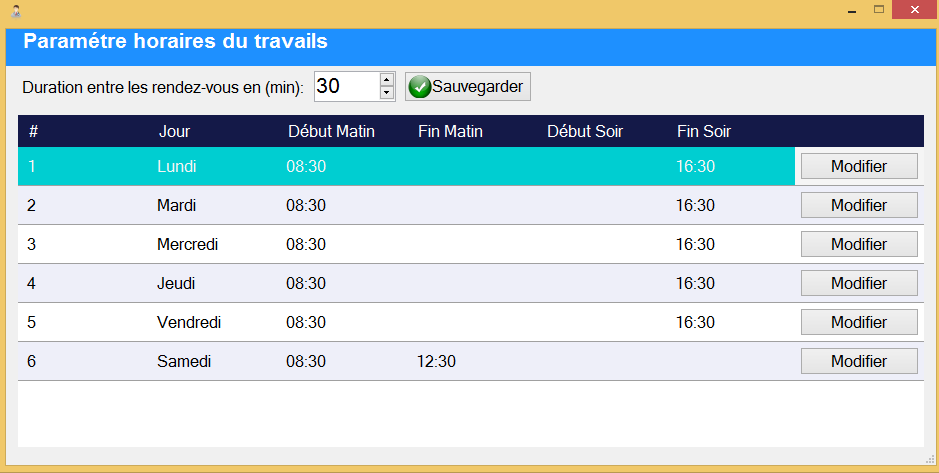 Paramétre horaires du travails
Duration entre les rendez-vous en (min): 30 Sauvegarder
# Jour Début Matin Fin Matin Début Soir Fin Soir
1 Lundi 08:30 16:30 Modifier
2 Mardi 08:30 16:30 Modifier
3 Mercredi 08:30 16:30 Modifier
4 Jeudi 08:30 16:30 Modifier
5 Vendredi 08:30 16:30 Modifier
6 Samedi 08:30 12:30 Modifier